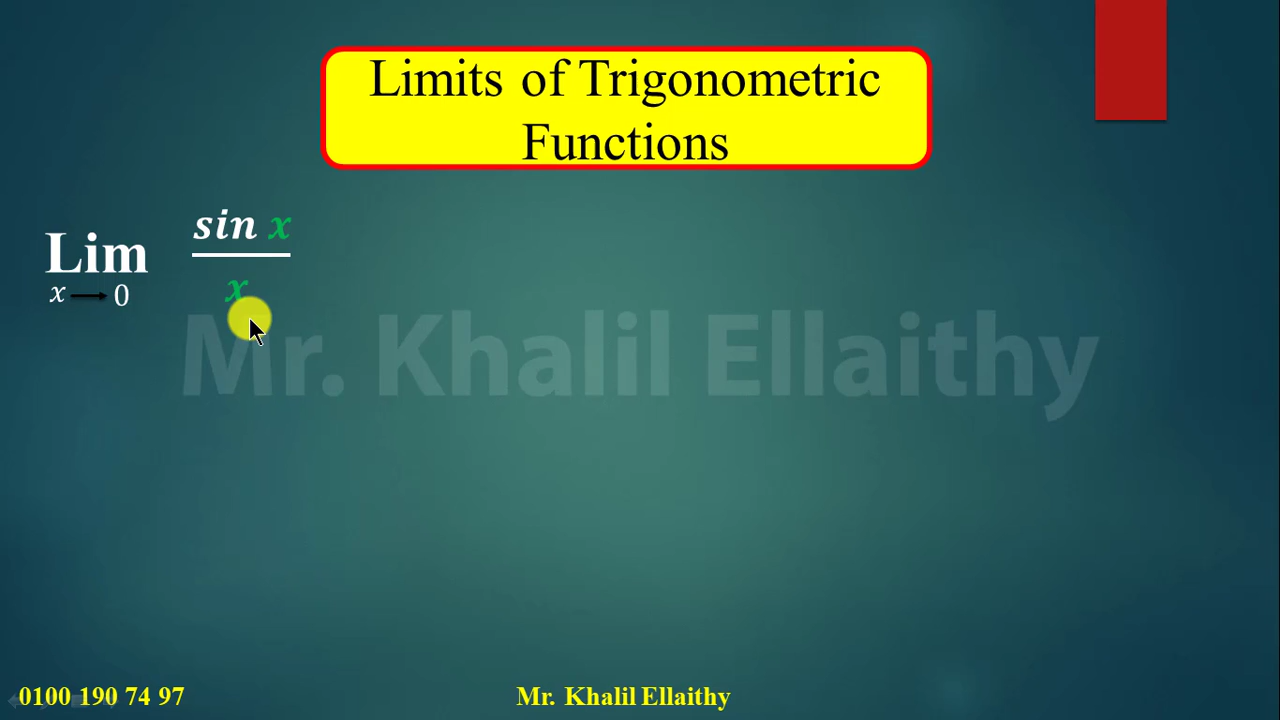 Limits of Trigonometric
Functions
Lim
x → 0
sin x
x
Mr. Khalil Ellaithy
0100 190 74 97
Mr. Khalil Ellaithy